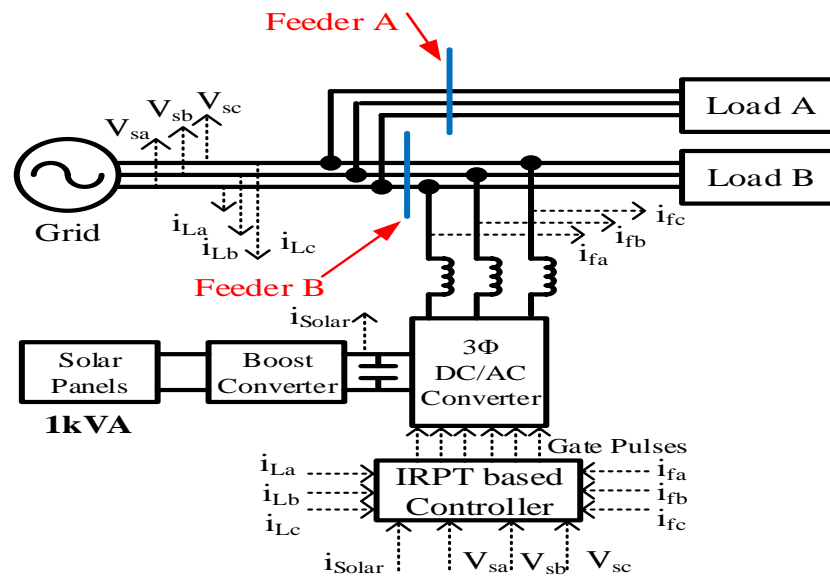 Feeder A
Load A
Vsa
Vsb
Vsc
Load B
Grid
iLa
iLb
iLc
Feeder B
ifc
ifb
ifa
iSolar
Solar
Panels
1kVA
Boost
Converter
3Φ
DC/AC
Converter
Gate Pulses
iLa
iLb
iLc
IRPT based
Controller
ifa
ifb
ifc
iSolar
Vsa
Vsb
Vsc